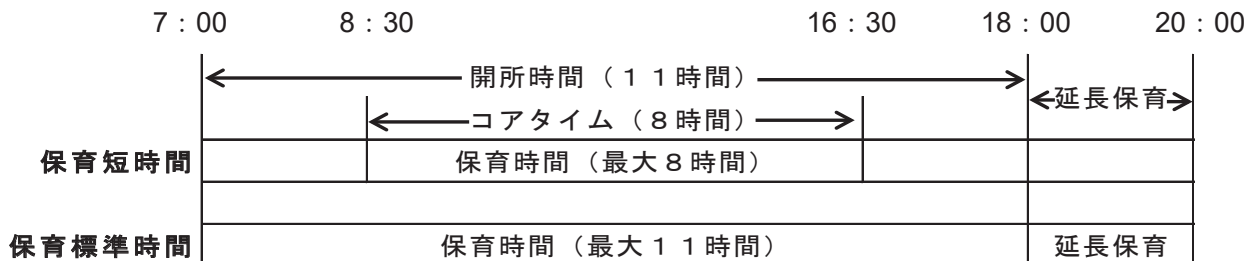 7：00 8：30 16：30 18：00 20：00
開所時間（１１時間）
延長保育
コアタイム（８時間）
保育短時間 保育時間（最大８時間）
保育標準時間 保育時間（最大１１時間） 延長保育